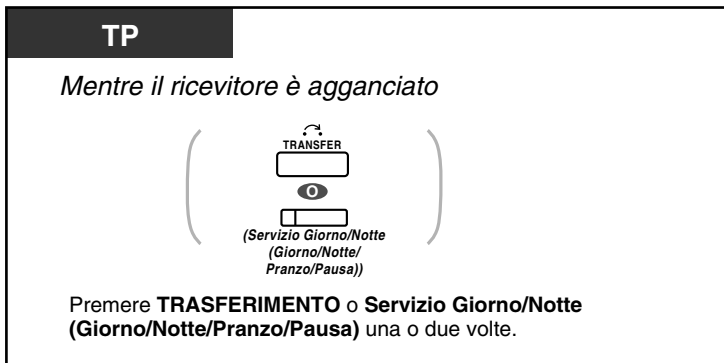 TP
Mentre il ricevitore è agganciato
TRANSFER
O
(Servizio Giorno/Notte
(Giorno/Notte/
Pranzo/Pausa))
Premere TRASFERIMENTO o Servizio Giorno/Notte
(Giorno/Notte/Pranzo/Pausa) una o due volte.